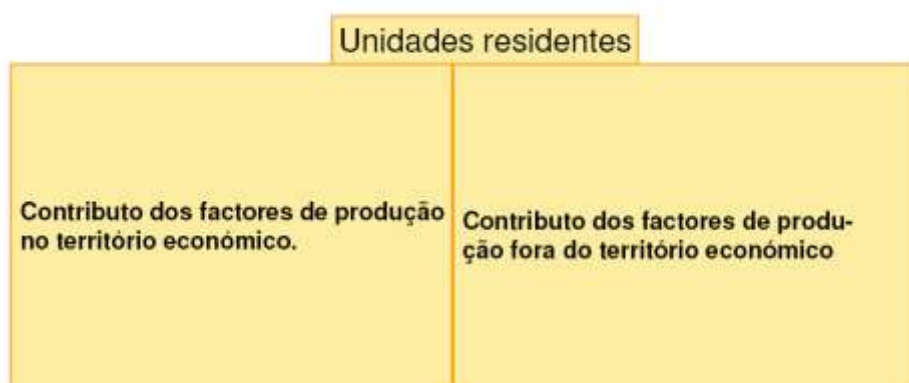 Unidades residentes
Contributo dos factores de produção
no território económico.
Contributo dos factores de produ-
ção fora do território económico